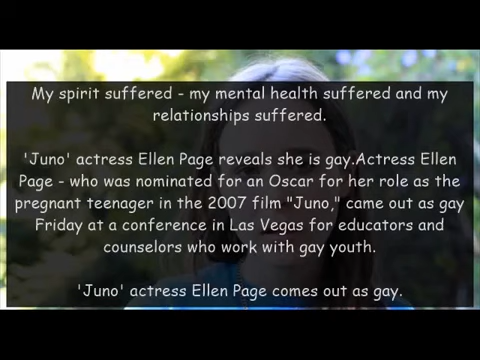 My spirit suffered - my mental health suffered and my
relationships suffered.
'Juno' actress Ellen Page reveals she is gay.Actress Ellen
Page - who was nominated for an Oscar for her role as the
pregnant teenager in the 2007 film "Juno," came out as gay
Friday at a conference in Las Vegas for educators and
counselors who work with gay youth.
'Juno' actress Ellen Page comes out as gay.